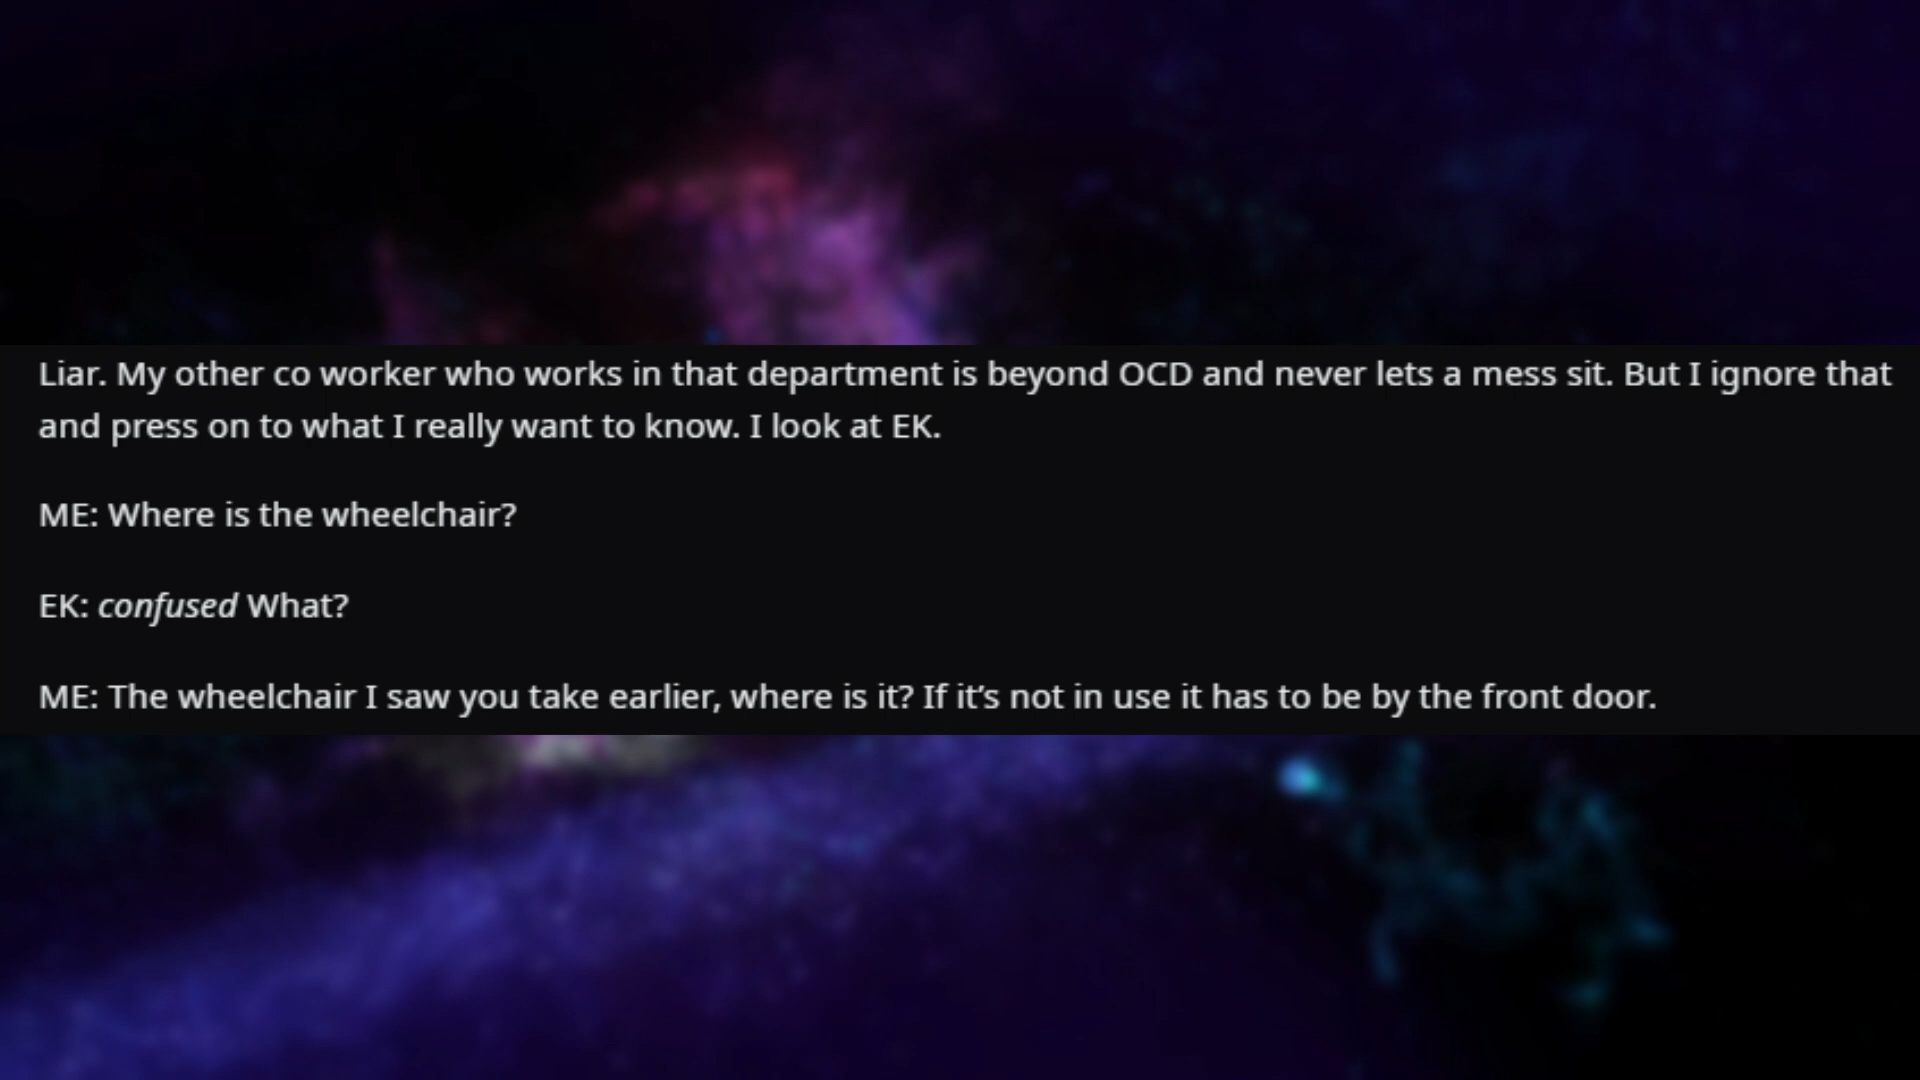 Liar. My other co worker who works in that department is beyond OCD and never lets a mess sit. But I ignore that
and press on to what I really want to know. I look at EK.
ME: Where is the wheelchair?
EK: confused What?
ME: The wheelchair I saw you take earlier, where is it? If it’s not in use it has to be by the front door.